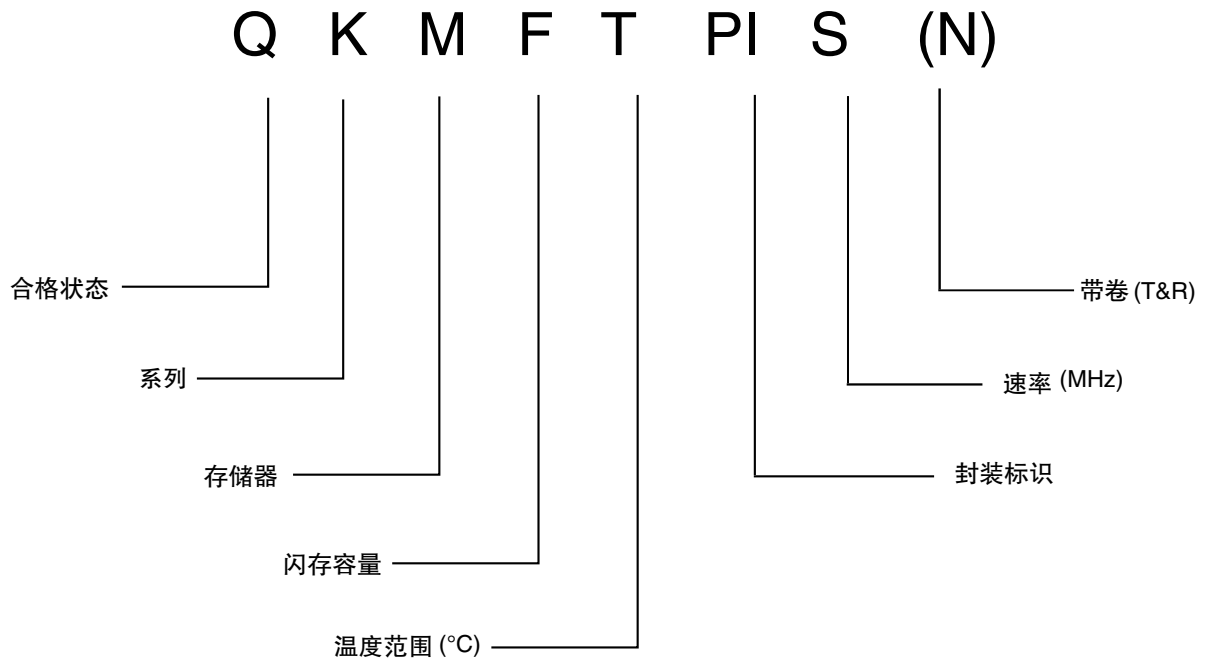 Q K M F T PI S (N)
合格状态
带卷 (T&R)
系列
速率 (MHz)
存储器
封装标识
闪存容量
温度范围 (°C)